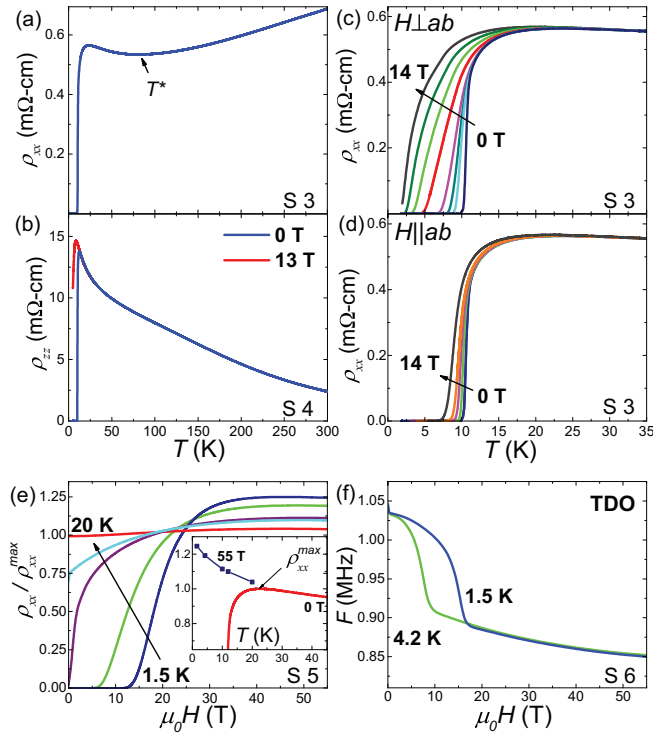 (a)
0.6
0.4
0.2
ρxx (mΩ-cm)
T*
S 3
(b)
0 T
13 T
15
10
5
0
ρzz (mΩ-cm)
S 4
0 50 100 150 200 250 300
T (K)
(c)
H⊥ab
0.6
0.4
0.2
ρxx (mΩ-cm)
14 T
0 T
S 3
(d)
H||ab
0.6
0.4
0.2
0.0
ρxx (mΩ-cm)
14 T
0 T
S 3
0 5 10 15 20 25 30 35
T (K)
(e)
1.25
1.00
0.75
0.50
0.25
0.00
ρxx / ρxx^max
20 K
1.5 K
1.2
1.0
0.8
55 T
ρxx^max
0 T
0 20 40
T (K)
S 5
0 10 20 30 40 50
μ0H (T)
(f)
TDO
1.05
1.00
0.95
0.90
0.85
F (MHz)
1.5 K
4.2 K
S 6
0 10 20 30 40 50
μ0H (T)